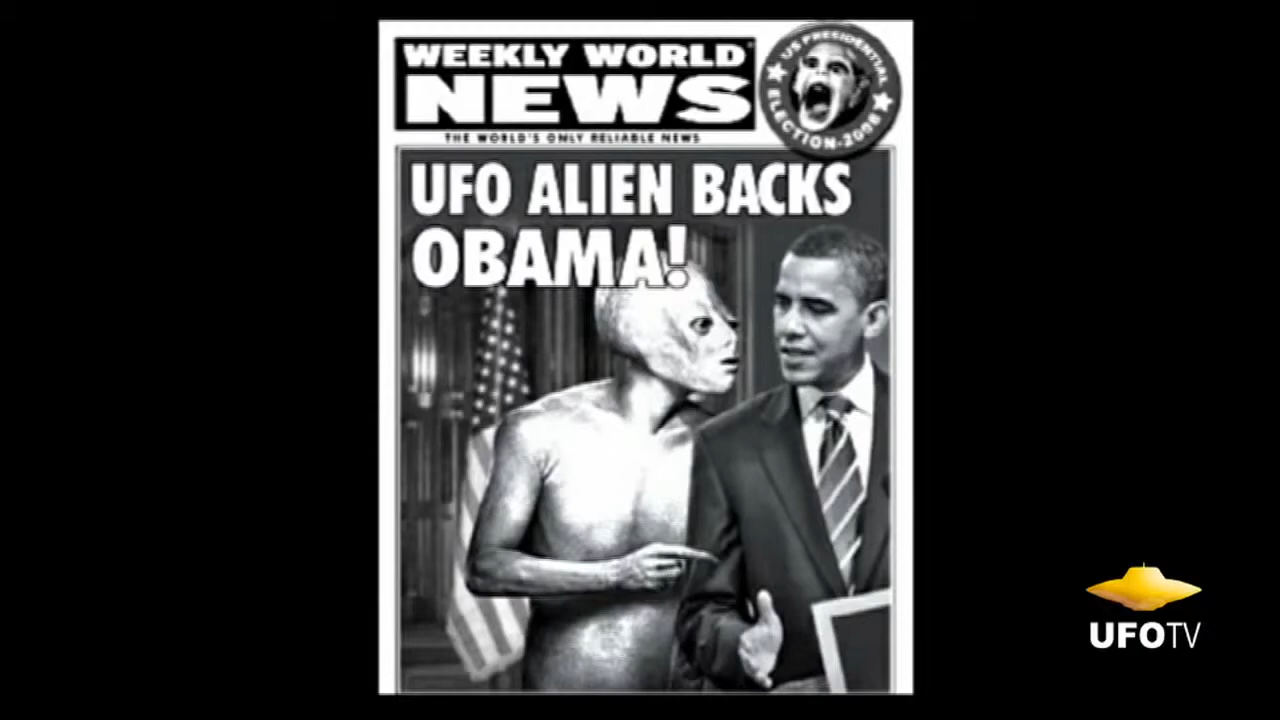 WEEKLY WORLD
NEWS
THE WORLD'S ONLY RELIABLE NEWS
US PRESIDENTIAL
ELECTION-2008
UFO ALIEN BACKS
OBAMA!
UFOTV